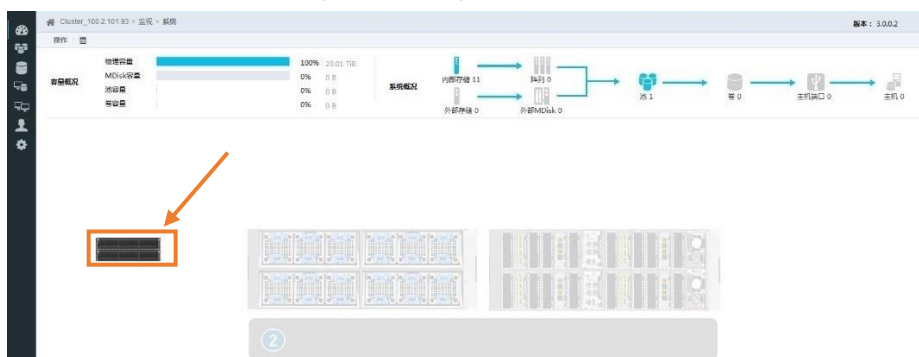 Cluster_100.2.101.93 > 监视 > 系统
版本： 3.0.0.2
操作
容量概况
物理容量 100% 20.01 TiB
MDisk容量 0% 0 B
池容量 0% 0 B
卷容量 0% 0 B
系统概况
内部存储 11
阵列 0
外部存储 0
外部MDisk 0
池 1
卷 0
主机端口 0
主机 0
2